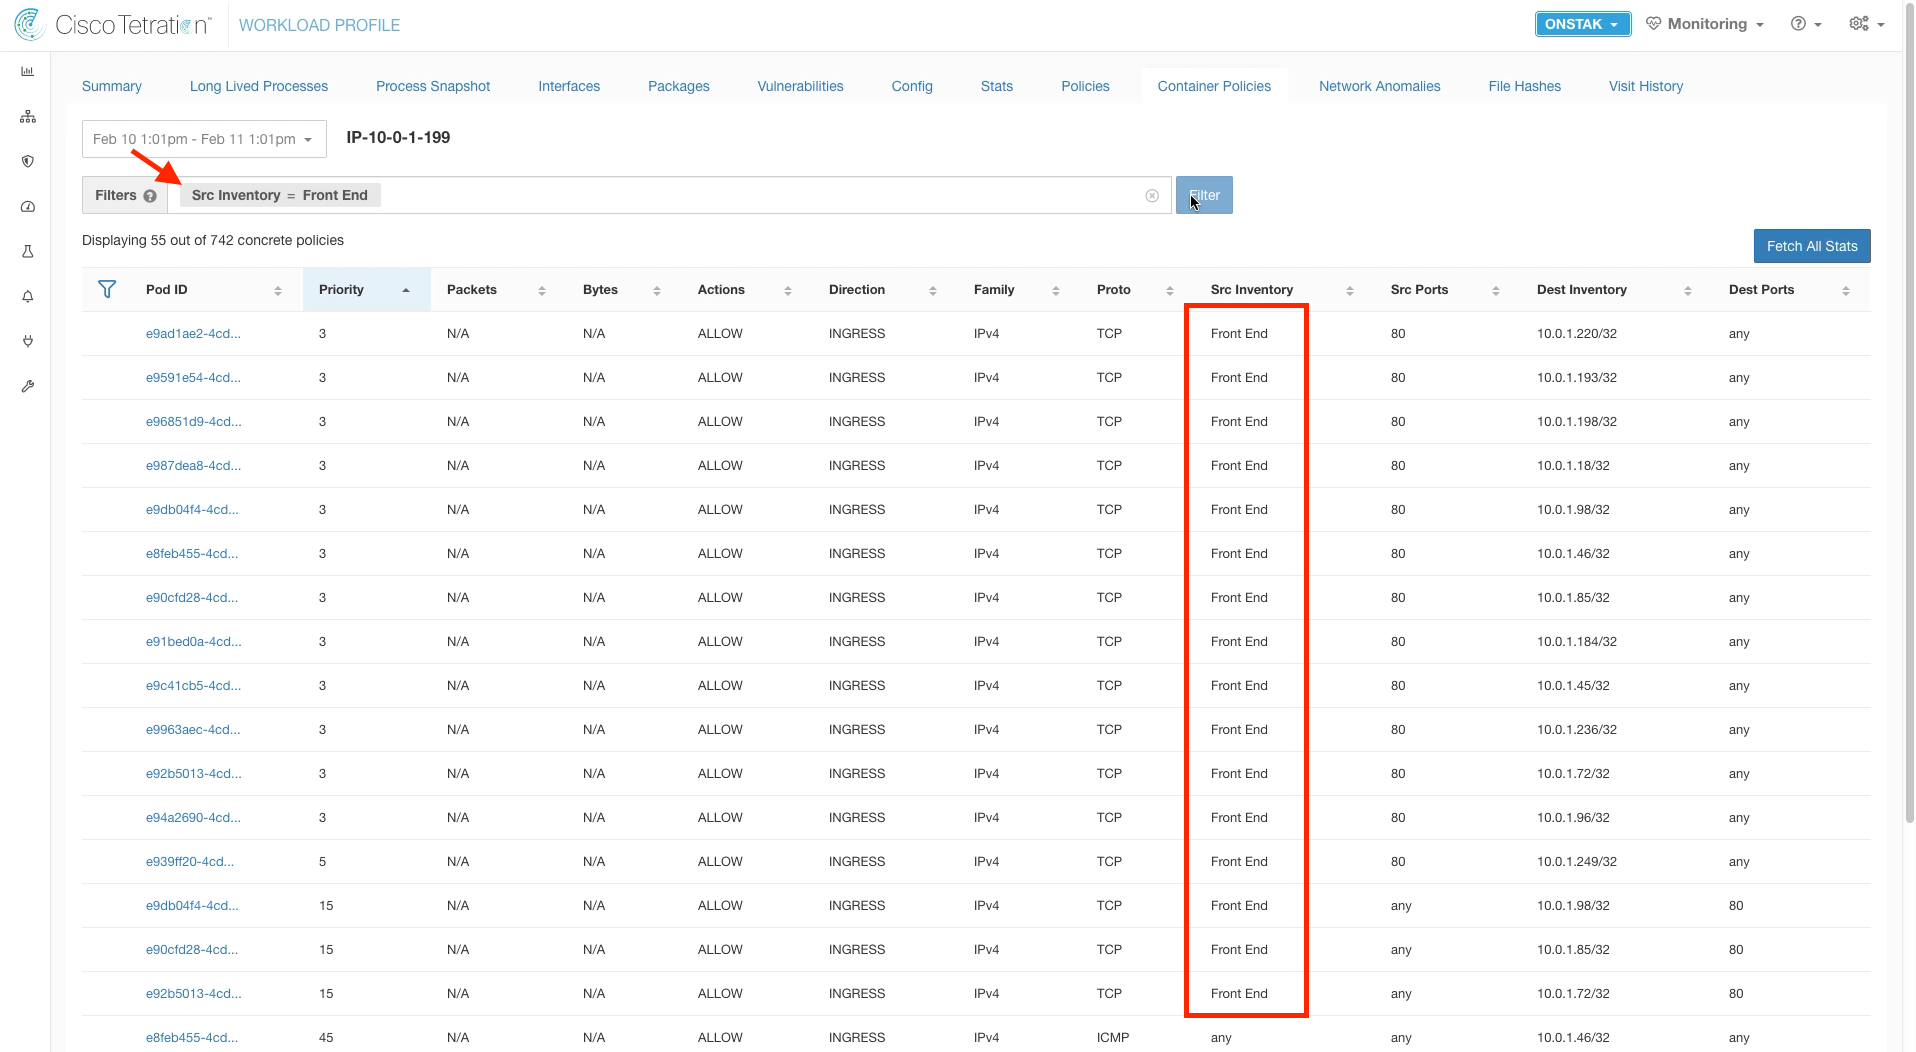 Cisco Tetration™ WORKLOAD PROFILE ONSTAK Monitoring
Summary Long Lived Processes Process Snapshot Interfaces Packages Vulnerabilities Config Stats Policies Container Policies Network Anomalies File Hashes Visit History
Feb 10 1:01pm - Feb 11 1:01pm IP-10-0-1-199
Filters ? Src Inventory = Front End Filter
Displaying 55 out of 742 concrete policies
Fetch All Stats
Pod ID Priority Packets Bytes Actions Direction Family Proto Src Inventory Src Ports Dest Inventory Dest Ports
e9ad1ae2-4cd... 3 N/A N/A ALLOW INGRESS IPv4 TCP Front End 80 10.0.1.220/32 any
e9591e54-4cd... 3 N/A N/A ALLOW INGRESS IPv4 TCP Front End 80 10.0.1.193/32 any
e96851d9-4cd... 3 N/A N/A ALLOW INGRESS IPv4 TCP Front End 80 10.0.1.198/32 any
e987dea8-4cd... 3 N/A N/A ALLOW INGRESS IPv4 TCP Front End 80 10.0.1.18/32 any
e9db04f4-4cd... 3 N/A N/A ALLOW INGRESS IPv4 TCP Front End 80 10.0.1.98/32 any
e8feb455-4cd... 3 N/A N/A ALLOW INGRESS IPv4 TCP Front End 80 10.0.1.46/32 any
e90cfd28-4cd... 3 N/A N/A ALLOW INGRESS IPv4 TCP Front End 80 10.0.1.85/32 any
e91bed0a-4cd... 3 N/A N/A ALLOW INGRESS IPv4 TCP Front End 80 10.0.1.184/32 any
e9c41cb5-4cd... 3 N/A N/A ALLOW INGRESS IPv4 TCP Front End 80 10.0.1.45/32 any
e9963aec-4cd... 3 N/A N/A ALLOW INGRESS IPv4 TCP Front End 80 10.0.1.236/32 any
e92b5013-4cd... 3 N/A N/A ALLOW INGRESS IPv4 TCP Front End 80 10.0.1.72/32 any
e94a2690-4cd... 3 N/A N/A ALLOW INGRESS IPv4 TCP Front End 80 10.0.1.96/32 any
e939ff20-4cd... 5 N/A N/A ALLOW INGRESS IPv4 TCP Front End 80 10.0.1.249/32 any
e9db04f4-4cd... 15 N/A N/A ALLOW INGRESS IPv4 TCP Front End any 10.0.1.98/32 80
e90cfd28-4cd... 15 N/A N/A ALLOW INGRESS IPv4 TCP Front End any 10.0.1.85/32 80
e92b5013-4cd... 15 N/A N/A ALLOW INGRESS IPv4 TCP Front End any 10.0.1.72/32 80
e8feb455-4cd... 45 N/A N/A ALLOW INGRESS IPv4 ICMP any any 10.0.1.46/32 any